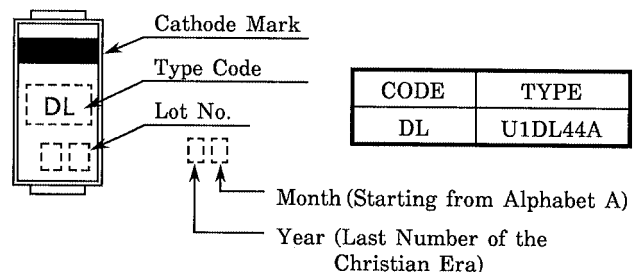 Cathode Mark
Type Code
DL
Lot No.
CODE TYPE
DL U1DL44A
Month (Starting from Alphabet A)
Year (Last Number of the
Christian Era)